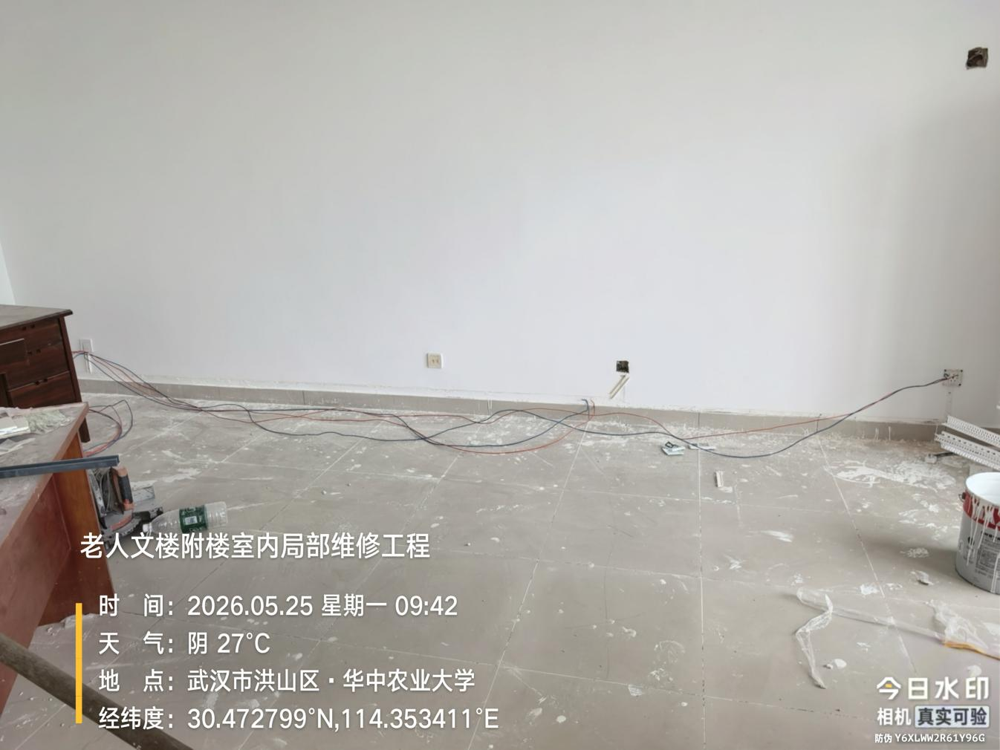 老人文楼附楼室内局部维修工程
时 间：2026.05.25 星期一 09:42
天 气：阴 27°C
地 点：武汉市洪山区·华中农业大学
经纬度：30.472799°N,114.353411°E
今日水印
相机 真实可验
防伪 Y6XLWW2R61Y96G